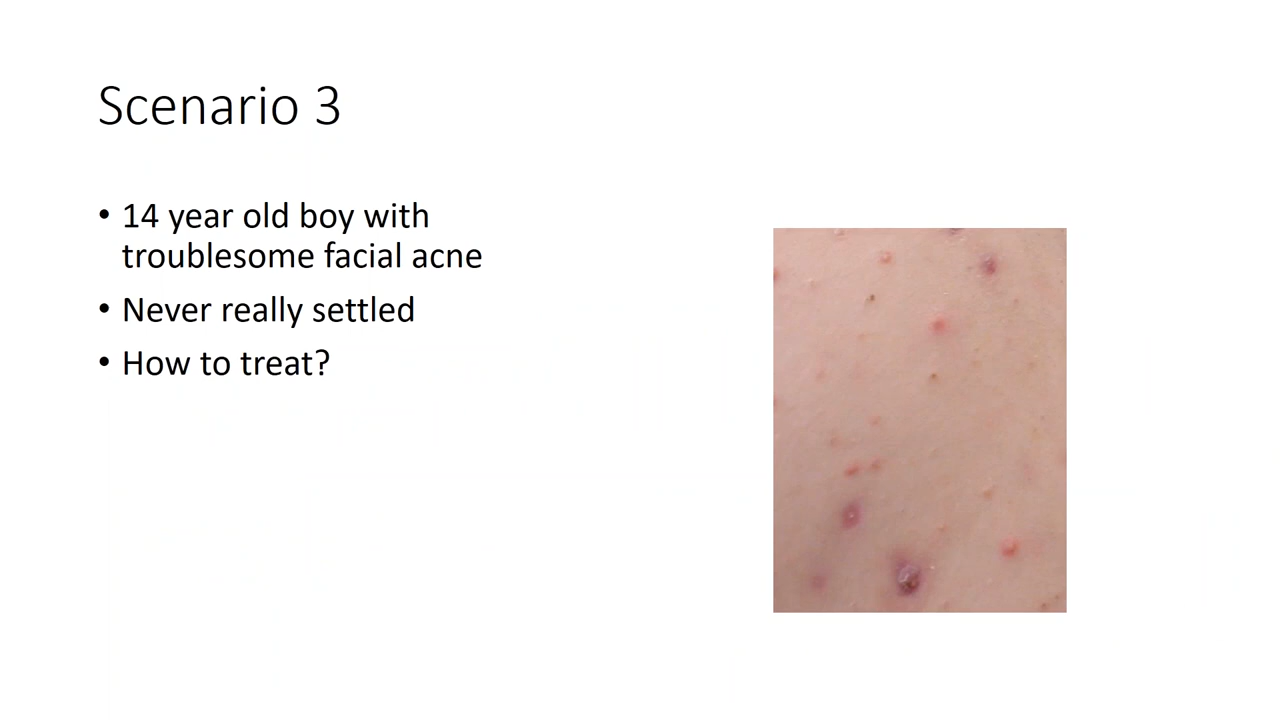 Scenario 3
• 14 year old boy with
troublesome facial acne
• Never really settled
• How to treat?